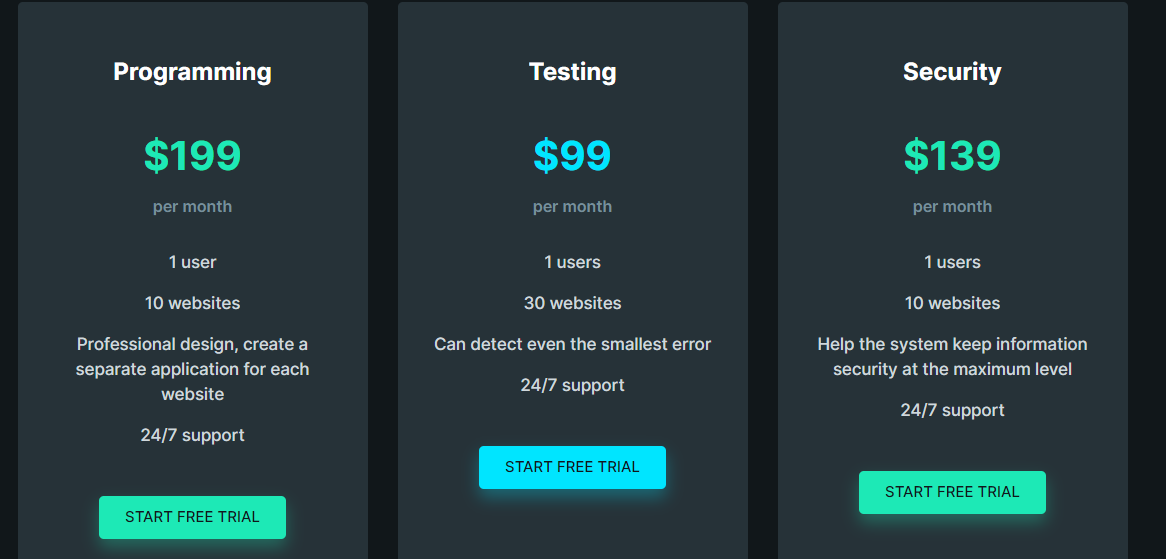 Programming
$199
per month
1 user
10 websites
Professional design, create a
separate application for each
website
24/7 support
START FREE TRIAL
Testing
$99
per month
1 users
30 websites
Can detect even the smallest error
24/7 support
START FREE TRIAL
Security
$139
per month
1 users
10 websites
Help the system keep information
security at the maximum level
24/7 support
START FREE TRIAL